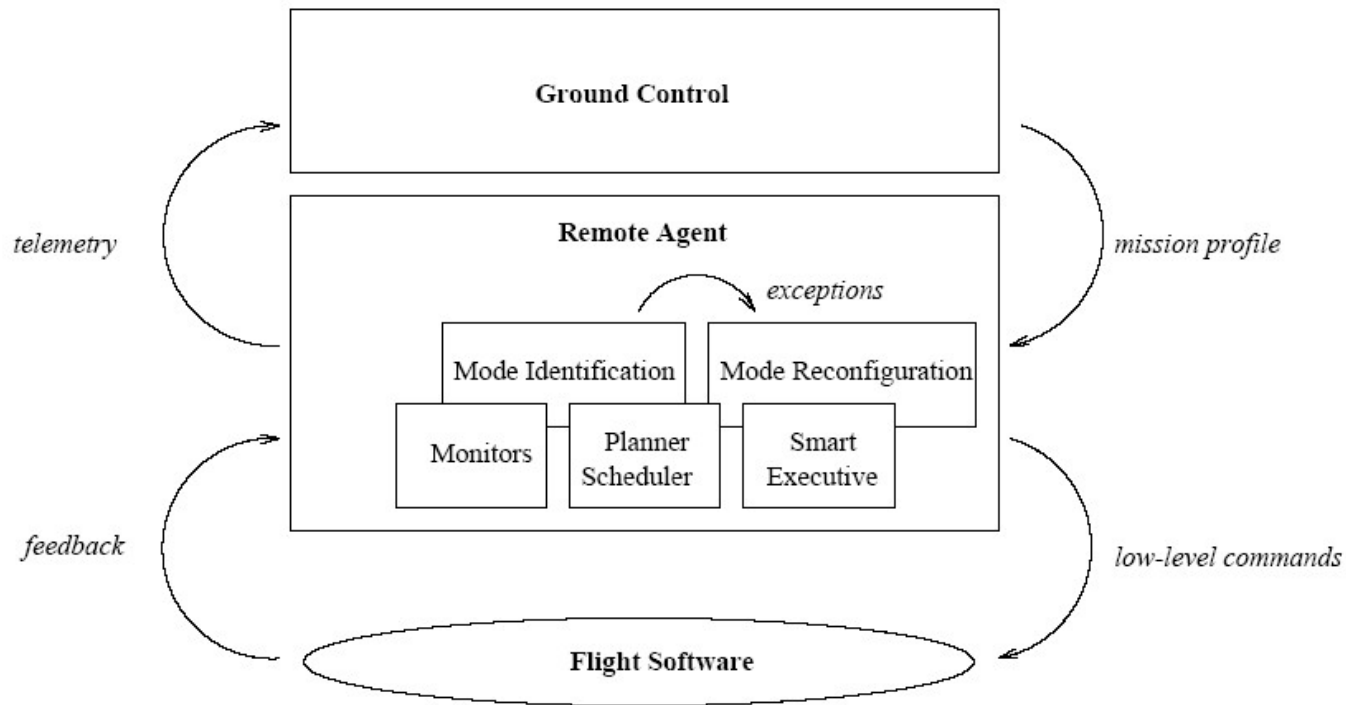 Ground Control
telemetry
Remote Agent
mission profile
exceptions
Mode Identification
Mode Reconfiguration
Monitors
Planner
Scheduler
Smart
Executive
feedback
low-level commands
Flight Software